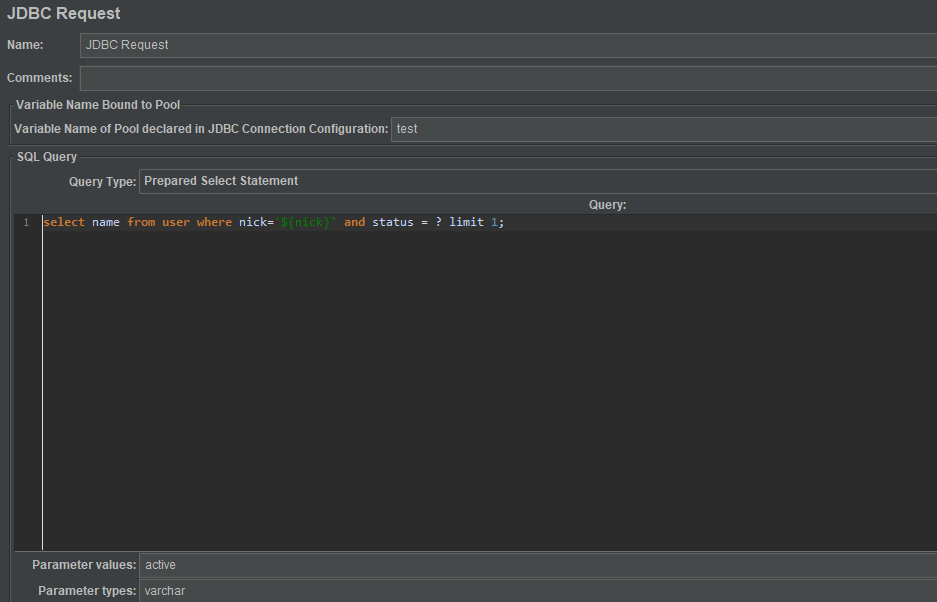 JDBC Request
Name: JDBC Request
Comments:
Variable Name Bound to Pool
Variable Name of Pool declared in JDBC Connection Configuration: test
SQL Query
Query Type: Prepared Select Statement
Query:
1 select name from user where nick='${nick}' and status = ? limit 1;
Parameter values: active
Parameter types: varchar